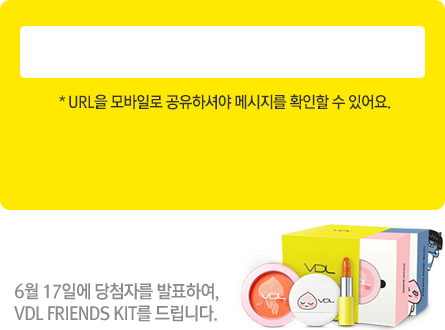 * URL을 모바일로 공유하셔야 메시지를 확인할 수 있어요.
6월 17일에 당첨자를 발표하여,
VDL FRIENDS KIT를 드립니다.
VDL
VDL
VDL